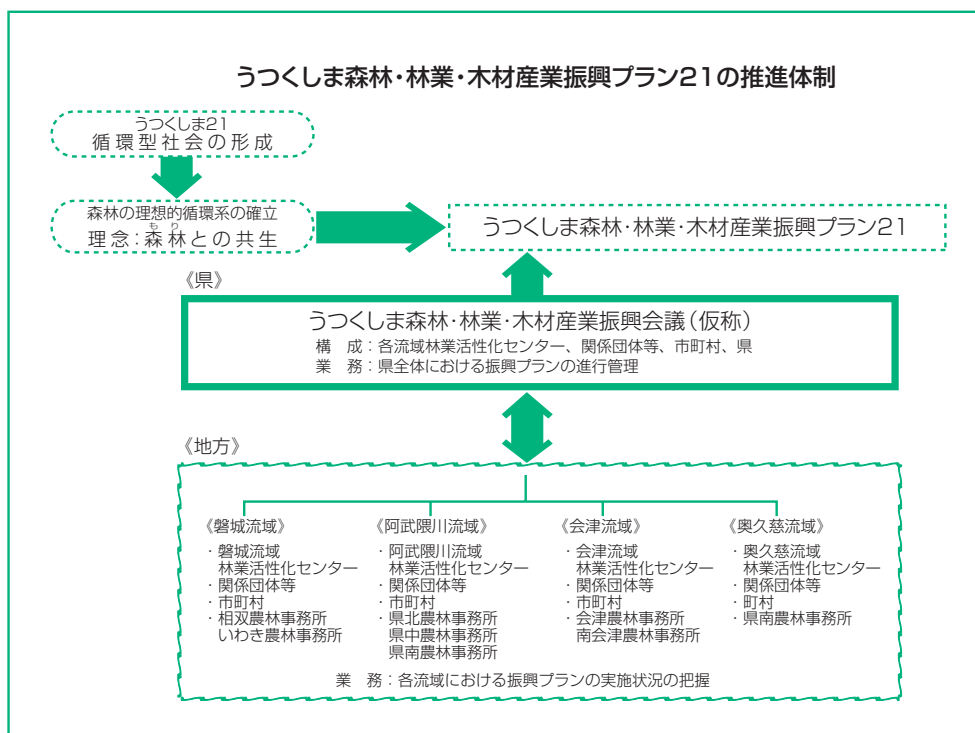 うつくしま森林・林業・木材産業振興プラン21の推進体制
うつくしま21
循環型社会の形成
森林の理想的循環系の確立
もり
理念:森林との共生
うつくしま森林・林業・木材産業振興プラン21
《県》
うつくしま森林・林業・木材産業振興会議(仮称)
構 成:各流域林業活性化センター、関係団体等、市町村、県
業 務:県全体における振興プランの進行管理
《地方》
《磐城流域》
・磐城流域
林業活性化センター
・関係団体等
・市町村
・相双農林事務所
いわき農林事務所
《阿武隈川流域》
・阿武隈川流域
林業活性化センター
・関係団体等
・市町村
・県北農林事務所
県中農林事務所
県南農林事務所
《会津流域》
・会津流域
林業活性化センター
・関係団体等
・市町村
・会津農林事務所
南会津農林事務所
《奥久慈流域》
・奥久慈流域
林業活性化センター
・関係団体等
・町村
・県南農林事務所
業 務:各流域における振興プランの実施状況の把握